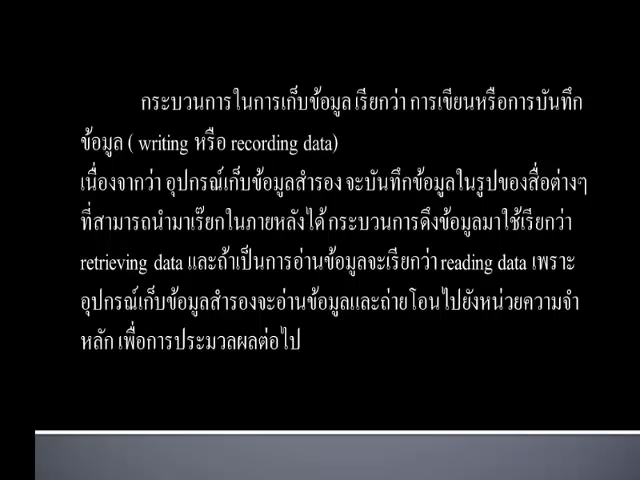 กระบวนการในการเก็บข้อมูล เรียกว่า การเขียนหรือการบันทึก
ข้อมูล ( writing หรือ recording data)
เนื่องจากว่า อุปกรณ์เก็บข้อมูลสำรอง จะบันทึกข้อมูลในรูปของสื่อต่างๆ
ที่สามารถนำมาเรี๊ยกในภายหลังได้ กระบวนการดึงข้อมูลมาใช้เรียกว่า
retrieving data และถ้าเป็นการอ่านข้อมูลจะเรียกว่า reading data เพราะ
อุปกรณ์เก็บข้อมูลสำรองจะอ่านข้อมูลและถ่ายโอนไปยังหน่วยความจำ
หลัก เพื่อการประมวลผลต่อไป